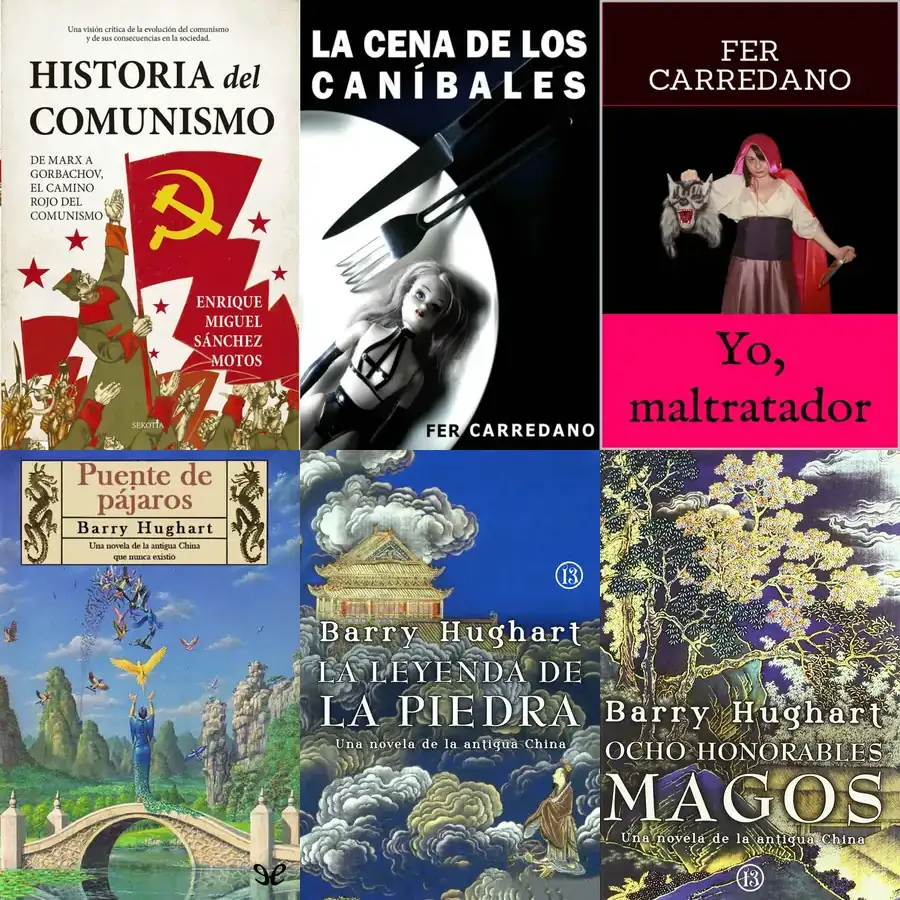 Una visión crítica de la evolución del comunismo
y de sus consecuencias en la sociedad.
HISTORIA del
COMUNISMO
DE MARX A
GORBACHOV,
EL CAMINO
ROJO DEL
COMUNISMO
ENRIQUE
MIGUEL
SÁNCHEZ
MOTOS
SEKOTIA
LA CENA DE LOS
CANÍBALES
FER CARREDANO
FER
CARREDANO
Yo,
maltratador
Puente de
pájaros
Barry Hughart
Una novela de la antigua China
que nunca existió
13
Barry Hughart
LA LEYENDA DE
LA PIEDRA
Una novela de la antigua China
Barry Hughart
OCHO HONORABLES
MAGOS
Una novela de la antigua China
13